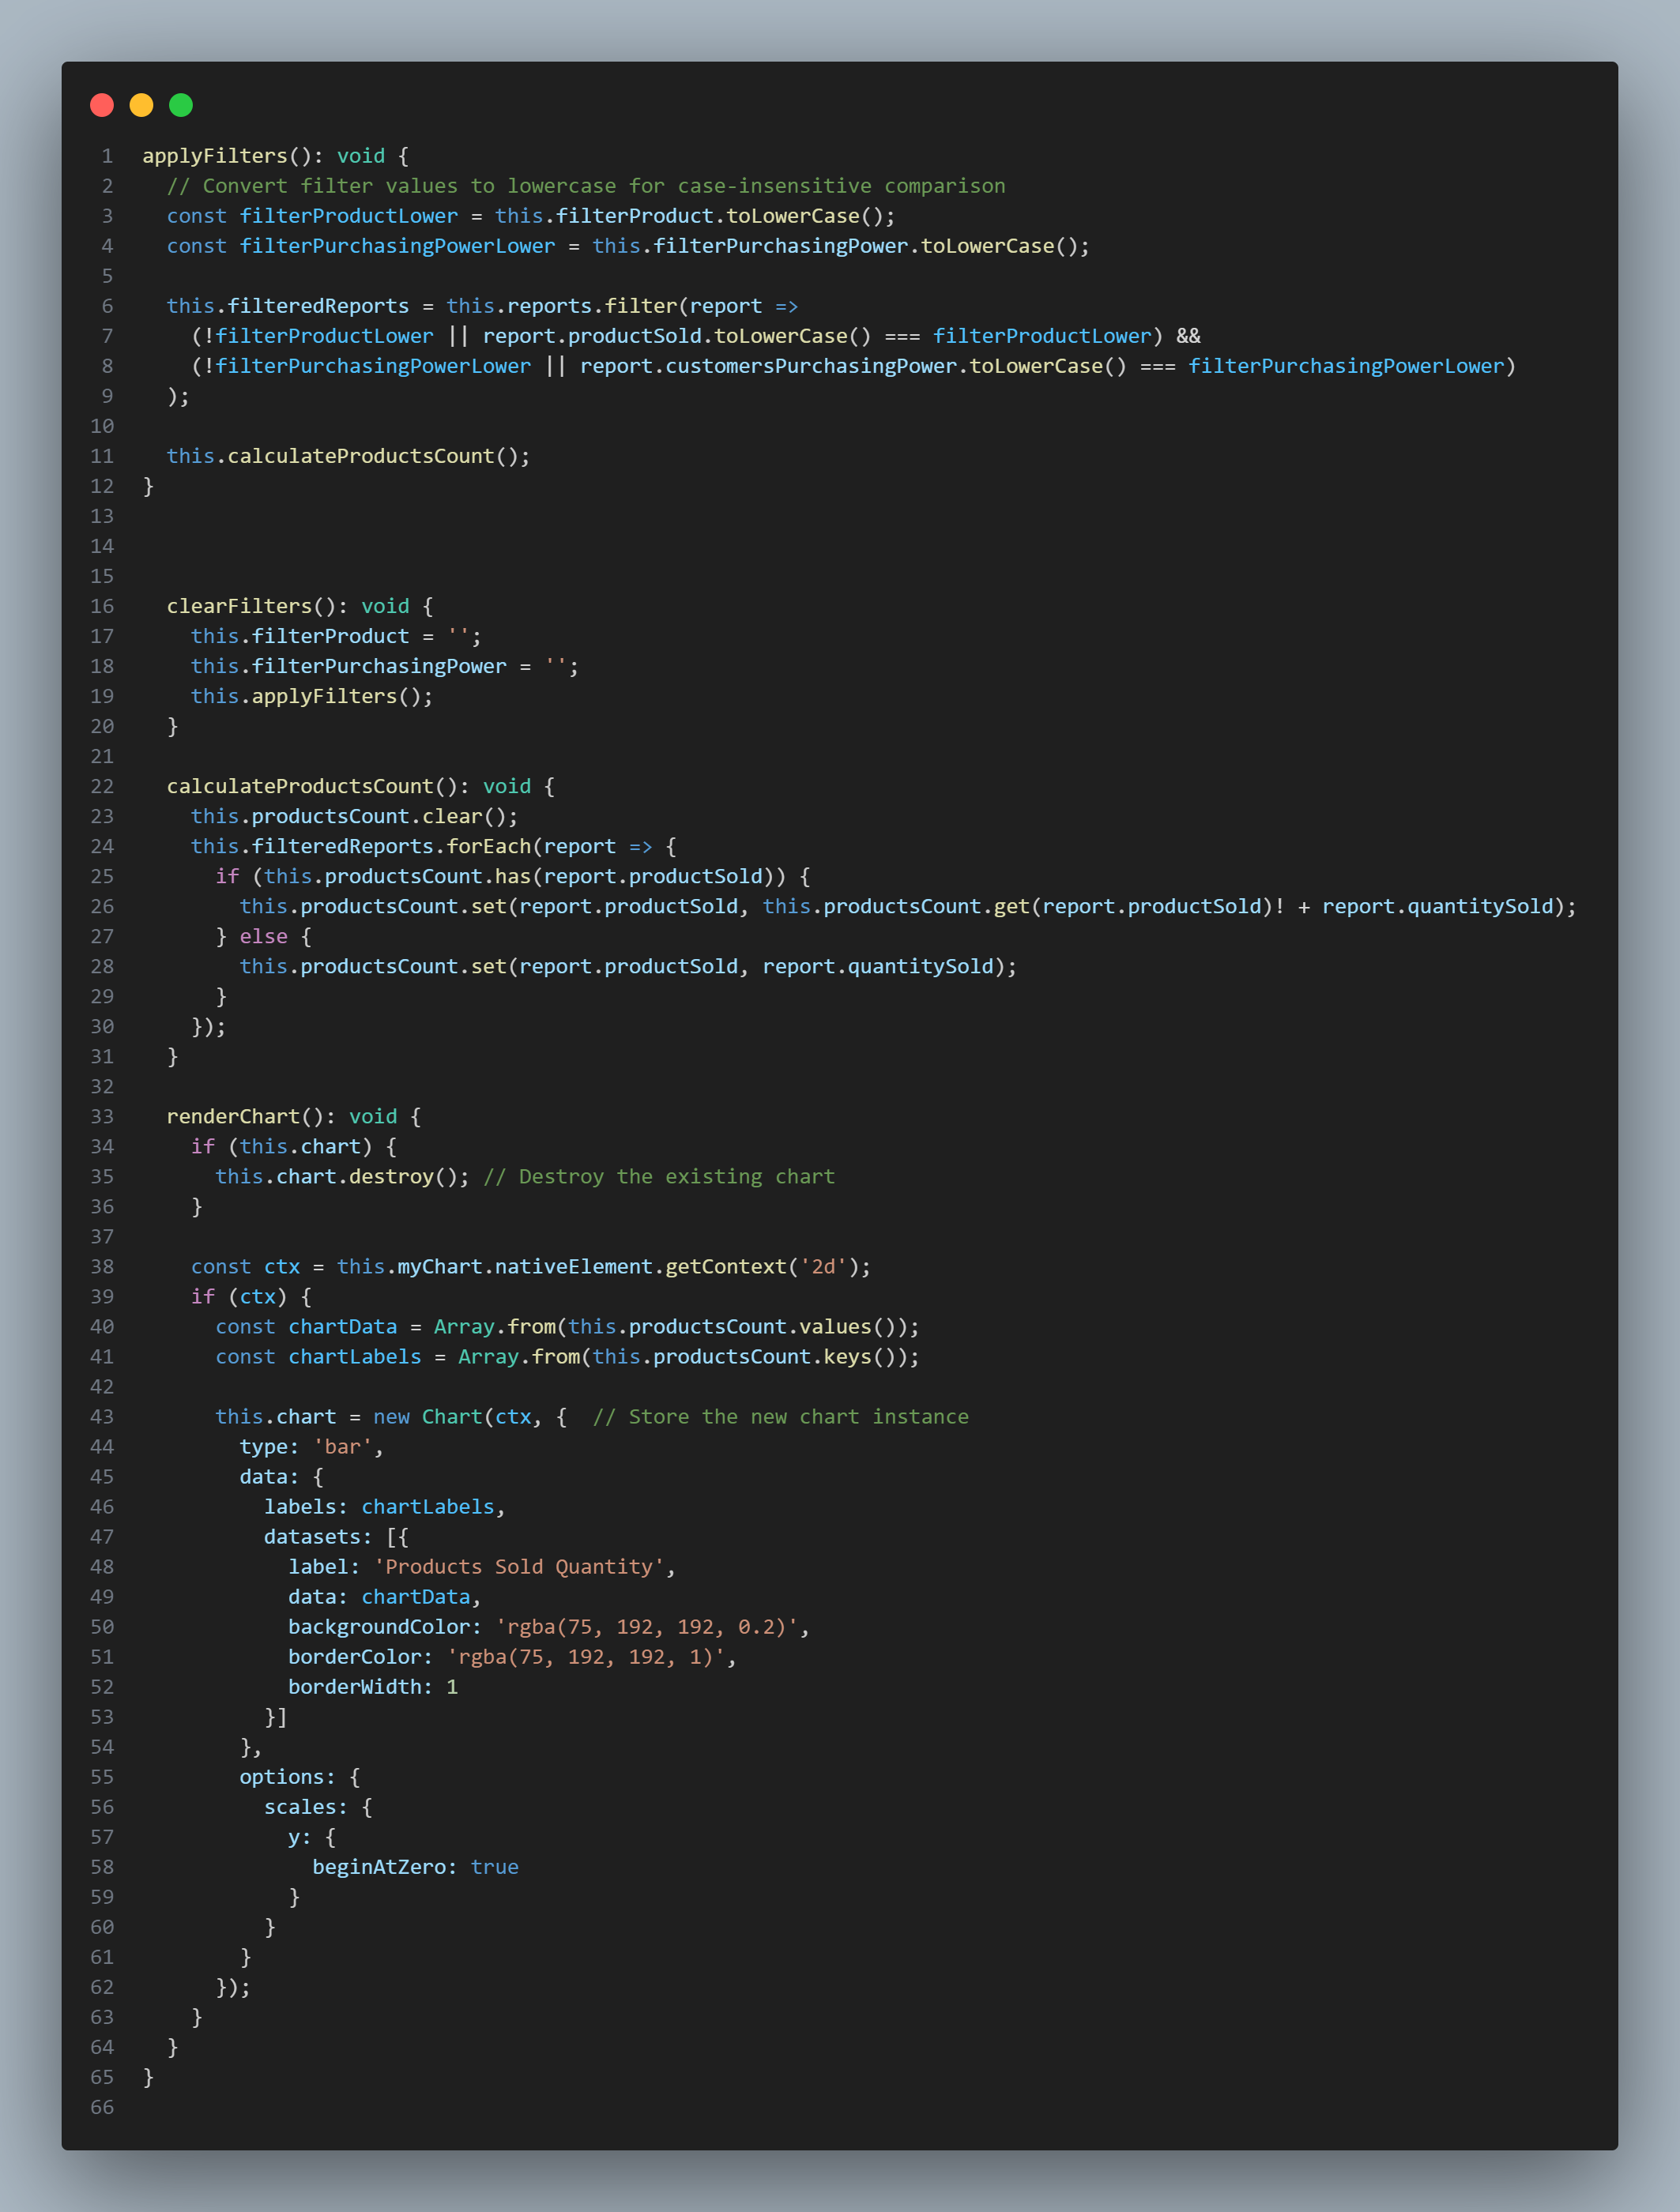 1 applyFilters(): void {
2   // Convert filter values to lowercase for case-insensitive comparison
3   const filterProductLower = this.filterProduct.toLowerCase();
4   const filterPurchasingPowerLower = this.filterPurchasingPower.toLowerCase();
5
6   this.filteredReports = this.reports.filter(report =>
7     (!filterProductLower || report.productSold.toLowerCase() === filterProductLower) &&
8     (!filterPurchasingPowerLower || report.customersPurchasingPower.toLowerCase() === filterPurchasingPowerLower)
9   );
10
11   this.calculateProductsCount();
12 }
13
14
15
16   clearFilters(): void {
17     this.filterProduct = '';
18     this.filterPurchasingPower = '';
19     this.applyFilters();
20   }
21
22   calculateProductsCount(): void {
23     this.productsCount.clear();
24     this.filteredReports.forEach(report => {
25       if (this.productsCount.has(report.productSold)) {
26         this.productsCount.set(report.productSold, this.productsCount.get(report.productSold)! + report.quantitySold);
27       } else {
28         this.productsCount.set(report.productSold, report.quantitySold);
29       }
30     });
31   }
32
33   renderChart(): void {
34     if (this.chart) {
35       this.chart.destroy(); // Destroy the existing chart
36     }
37
38     const ctx = this.myChart.nativeElement.getContext('2d');
39     if (ctx) {
40       const chartData = Array.from(this.productsCount.values());
41       const chartLabels = Array.from(this.productsCount.keys());
42
43       this.chart = new Chart(ctx, {  // Store the new chart instance
44         type: 'bar',
45         data: {
46           labels: chartLabels,
47           datasets: [{
48             label: 'Products Sold Quantity',
49             data: chartData,
50             backgroundColor: 'rgba(75, 192, 192, 0.2)',
51             borderColor: 'rgba(75, 192, 192, 1)',
52             borderWidth: 1
53           }]
54         },
55         options: {
56           scales: {
57             y: {
58               beginAtZero: true
59             }
60           }
61         }
62       });
63     }
64   }
65 }
66